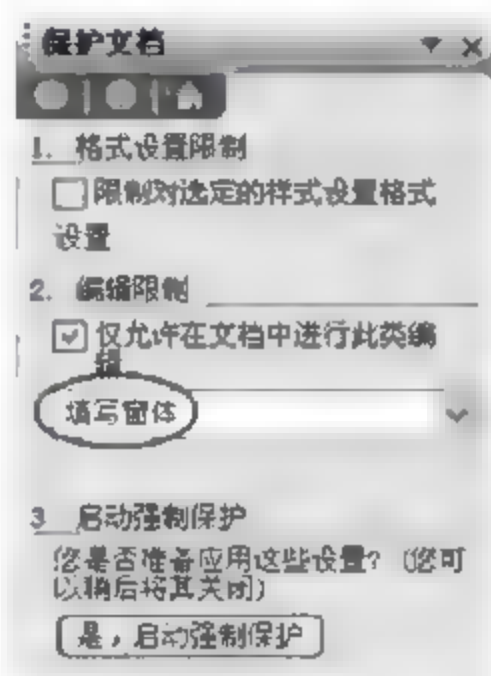 保护文档
1. 格式设置限制
限制对选定的样式设置格式
设置
2. 编辑限制
仅允许在文档中进行此类编
辑
填写窗体
3 启动强制保护
您是否准备应用这些设置? (您可
以稍后将其关闭)
是,启动强制保护